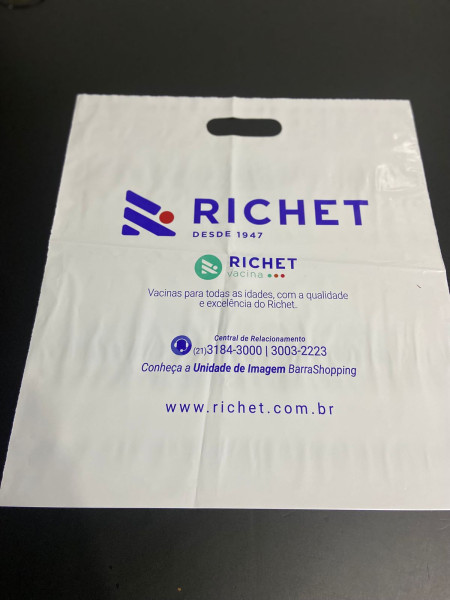 RICHET
DESDE 1947
RICHET
vacina
Vacinas para todas as idades, com a qualidade
e excelência do Richet.
Central de Relacionamento
(21)3184-3000 | 3003-2223
Conheça a Unidade de Imagem BarraShopping
www.richet.com.br